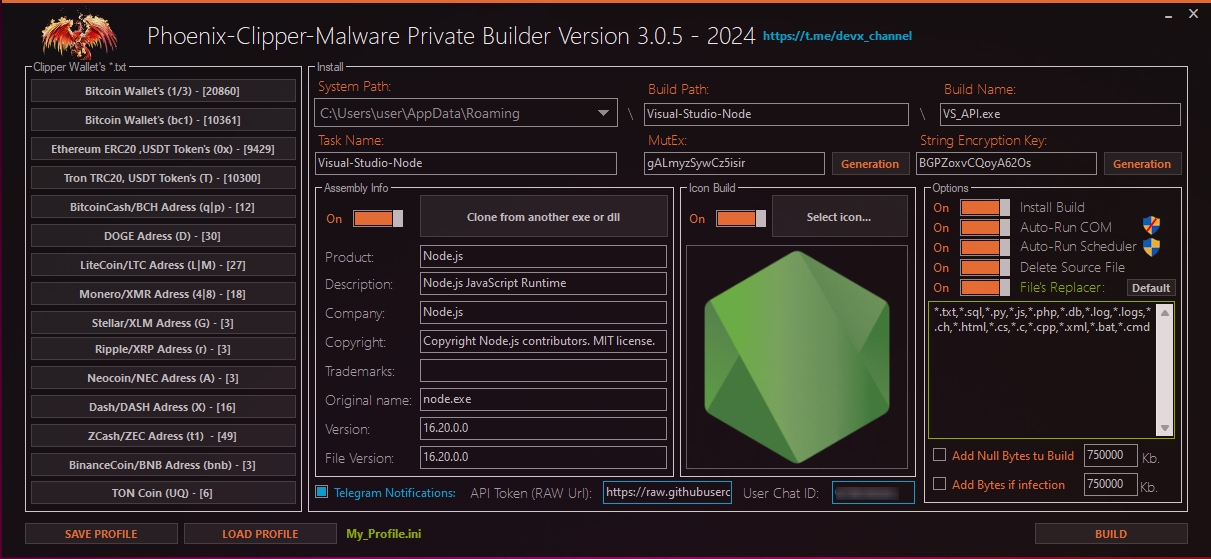 Phoenix-Clipper-Malware Private Builder Version 3.0.5 - 2024 https://t.me/devx_channel
Clipper Wallet's *.txt
Bitcoin Wallet's (1/3) - [20860]
Bitcoin Wallet's (bc1) - [10361]
Ethereum ERC20 ,USDT Token's (0x) - [9429]
Tron TRC20, USDT Token's (T) - [10300]
BitcoinCash/BCH Adress (q|p) - [12]
DOGE Adress (D) - [30]
LiteCoin/LTC Adress (L|M) - [27]
Monero/XMR Adress (4|8) - [18]
Stellar/XLM Adress (G) - [3]
Ripple/XRP Adress (r) - [3]
Neocoin/NEC Adress (A) - [3]
Dash/DASH Adress (X) - [16]
ZCash/ZEC Adress (t1) - [49]
BinanceCoin/BNB Adress (bnb) - [3]
TON Coin (UQ) - [6]
Install
System Path: Build Path: Build Name:
C:\Users\user\AppData\Roaming \ Visual-Studio-Node \ VS_API.exe
Task Name: MutEx: String Encryption Key:
Visual-Studio-Node gALmyzSywCz5isir Generation BGPZoxvCQoyA62Os Generation
Assembly Info
On Clone from another exe or dll
Product: Node.js
Description: Node.js JavaScript Runtime
Company: Node.js
Copyright: Copyright Node.js contributors. MIT license.
Trademarks:
Original name: node.exe
Version: 16.20.0.0
File Version: 16.20.0.0
Icon Build
On Select icon...
Options
On Install Build
On Auto-Run COM
On Auto-Run Scheduler
On Delete Source File
On File's Replacer: Default
*.txt,*.sql,*.py,*.js,*.php,*.db,*.log,*.logs,*
.ch,*.html,*.cs,*.c,*.cpp,*.xml,*.bat,*.cmd
Add Null Bytes tu Build 750000 Kb.
Add Bytes if infection 750000 Kb.
Telegram Notifications: API Token (RAW Url): https://raw.githubuserc User Chat ID:
SAVE PROFILE LOAD PROFILE My_Profile.ini BUILD